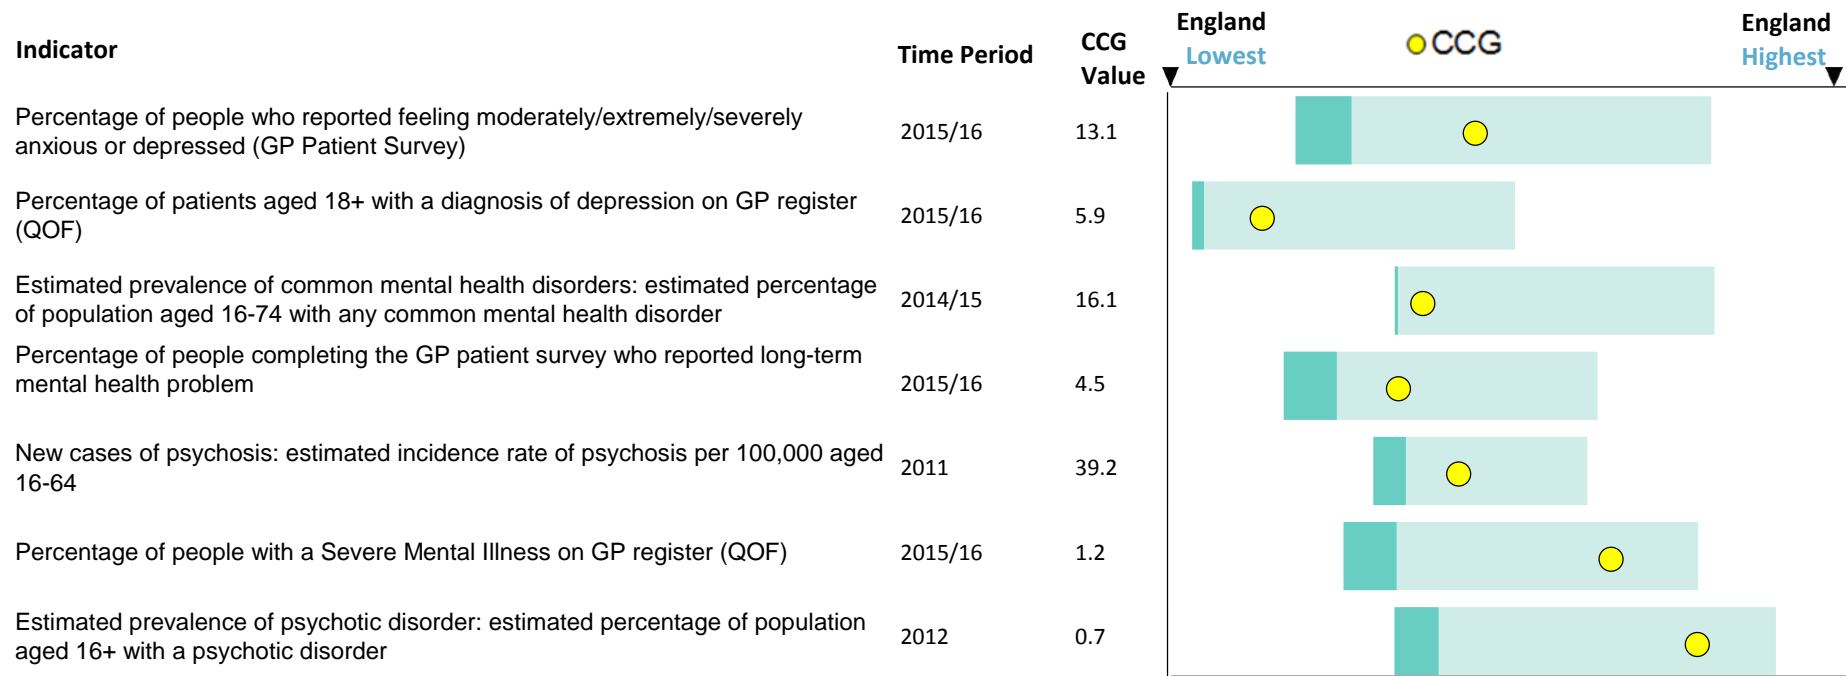 Indicator
Time Period
CCG
Value
England
Lowest
CCG
England
Highest
Percentage of people who reported feeling moderately/extremely/severely
anxious or depressed (GP Patient Survey)
2015/16
13.1
Percentage of patients aged 18+ with a diagnosis of depression on GP register
(QOF)
2015/16
5.9
Estimated prevalence of common mental health disorders: estimated percentage
of population aged 16-74 with any common mental health disorder
2014/15
16.1
Percentage of people completing the GP patient survey who reported long-term
mental health problem
2015/16
4.5
New cases of psychosis: estimated incidence rate of psychosis per 100,000 aged
16-64
2011
39.2
Percentage of people with a Severe Mental Illness on GP register (QOF)
2015/16
1.2
Estimated prevalence of psychotic disorder: estimated percentage of population
aged 16+ with a psychotic disorder
2012
0.7